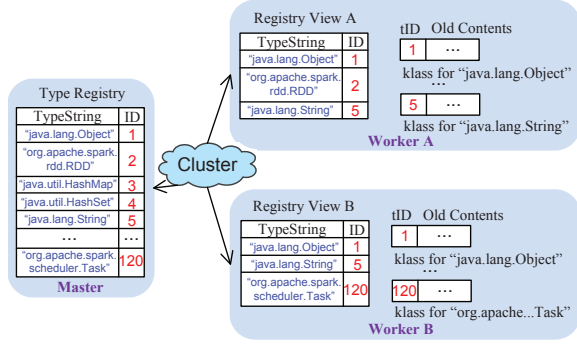 Type Registry
TypeString ID
"java.lang.Object" 1
"org.apache.spark.
rdd.RDD" 2
"java.util.HashMap" 3
"java.util.HashSet" 4
"java.lang.String" 5
... ...
"org.apache.spark.
scheduler.Task" 120
Master
Cluster
Registry View A
TypeString ID
"java.lang.Object" 1
"org.apache.spark.
rdd.RDD" 2
"java.lang.String" 5
tID Old Contents
1 ...
klass for "java.lang.Object"
...
5 ...
klass for "java.lang.String"
Worker A
Registry View B
TypeString ID
"java.lang.Object" 1
"java.lang.String" 5
"org.apache.spark.
scheduler.Task" 120
tID Old Contents
1 ...
klass for "java.lang.Object"
...
120 ...
klass for "org.apache...Task"
Worker B